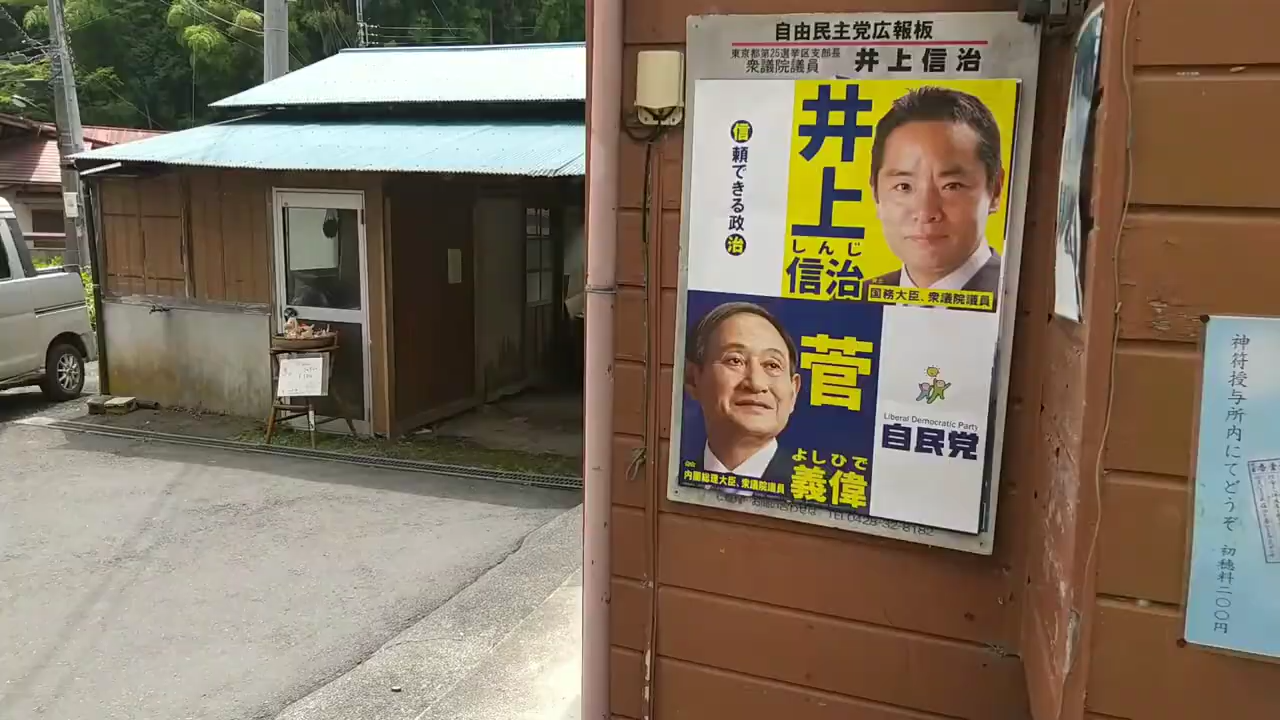 自由民主党広報板
東京都第25選挙区支部長
衆議院議員 井上信治
信頼できる政治
井上
しんじ
信治
国務大臣、衆議院議員
菅
よしひで
義偉
内閣総理大臣、衆議院議員
Liberal Democratic Party
自民党
TEL 0428-32-8182
神符授与所内にてどうぞ 初穂料二〇〇円